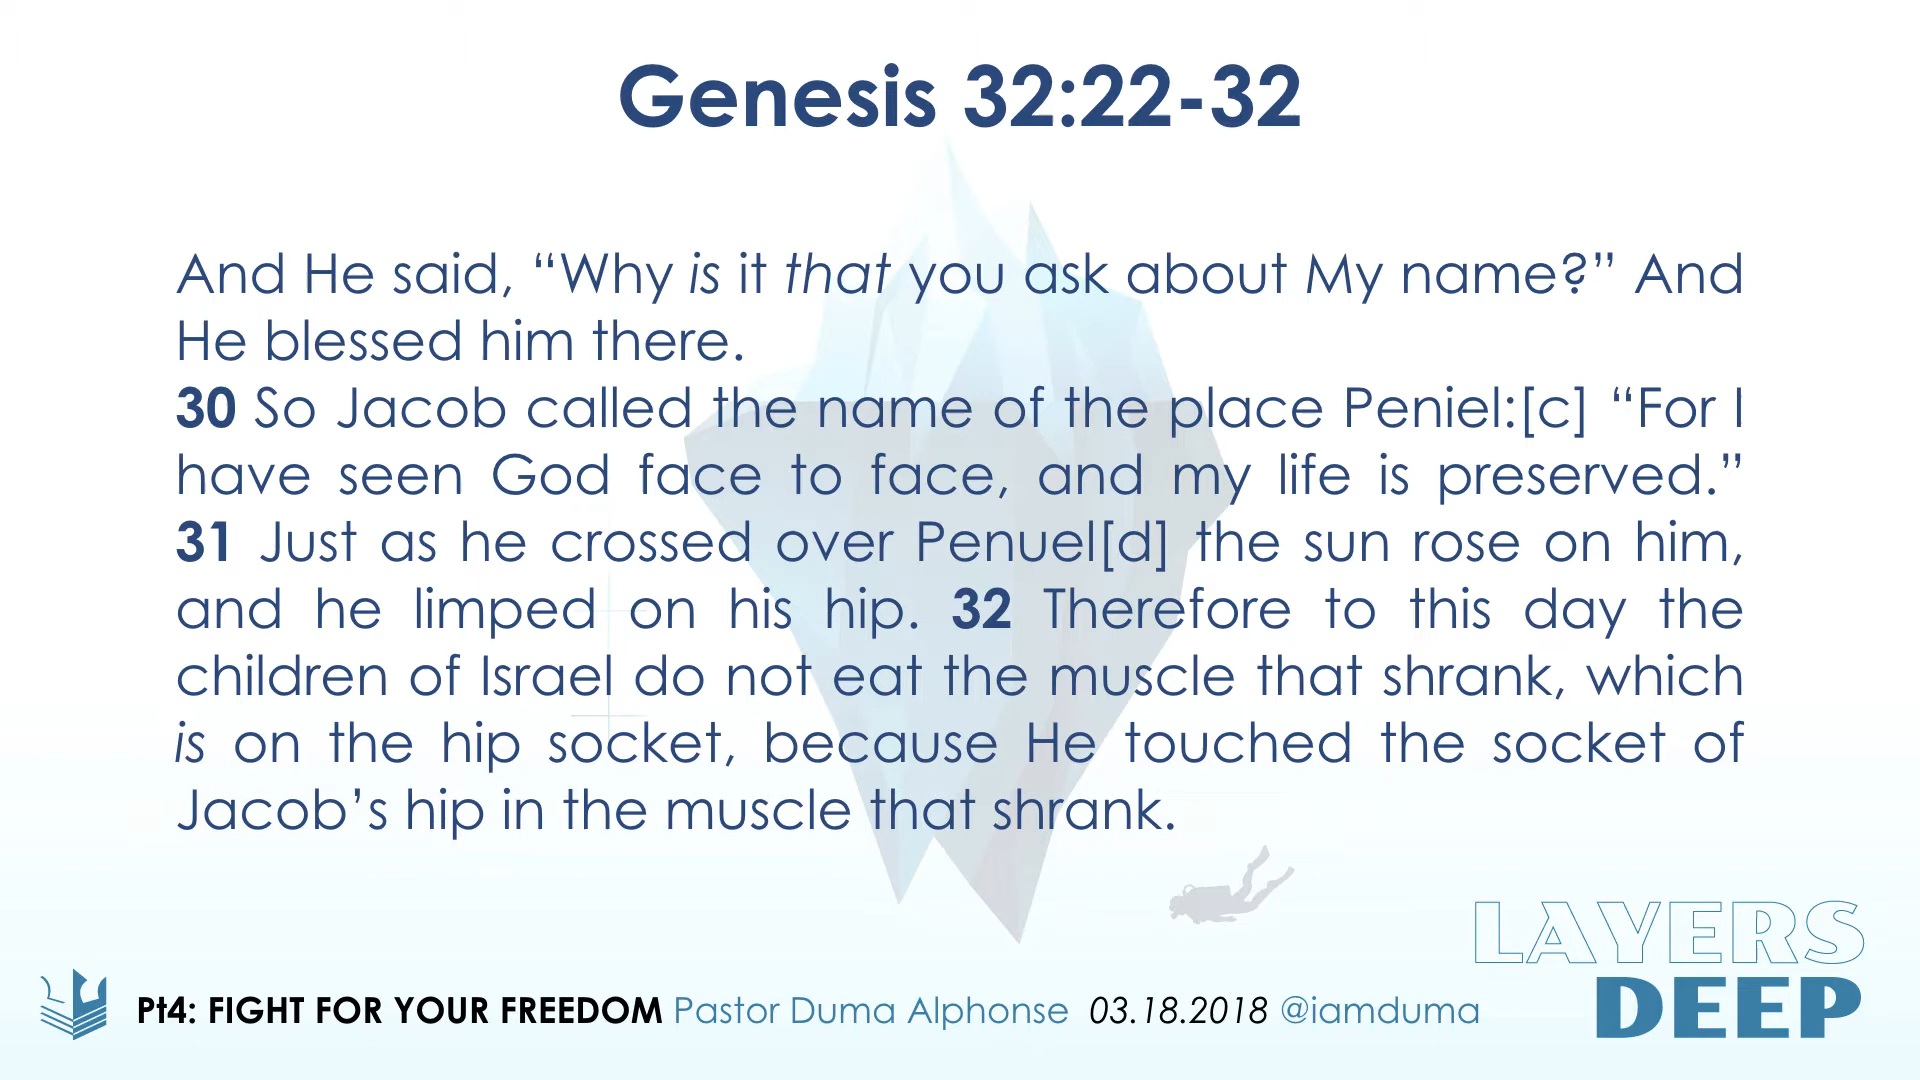 Genesis 32:22-32
And He said, “Why is it that you ask about My name?” And
He blessed him there.
30 So Jacob called the name of the place Peniel:[c] “For I
have seen God face to face, and my life is preserved.”
31 Just as he crossed over Penuel[d] the sun rose on him,
and he limped on his hip. 32 Therefore to this day the
children of Israel do not eat the muscle that shrank, which
is on the hip socket, because He touched the socket of
Jacob’s hip in the muscle that shrank.
LAYERS
DEEP
Pt4: FIGHT FOR YOUR FREEDOM Pastor Duma Alphonse 03.18.2018 @iamduma